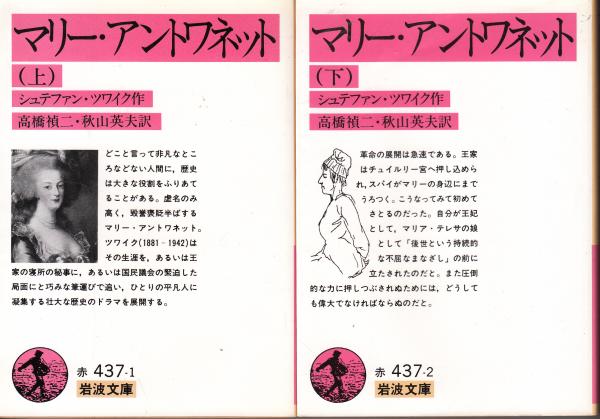 マリー・アントワネット
(上)
シュテファン・ツワイク作
高橋禎二・秋山英夫訳
どこと言って非凡なとこ
ろなどない人間に，歴史
は大きな役割をふりあて
ることがある。虚名のみ
高く，毀誉褒貶半ばする
マリー・アントワネット。
ツワイク(1881‐1942)は
その生涯を，あるいは王
家の寝所の秘事に，あるいは国民議会の緊迫した
局面にと巧みな筆運びで追い，ひとりの平凡人に
凝集する壮大な歴史のドラマを展開する。
赤 437-1
岩波文庫
マリー・アントワネット
(下)
シュテファン・ツワイク作
高橋禎二・秋山英夫訳
革命の展開は急速である。王家
はチュイルリー宮へ押し込めら
れ，スパイがマリーの身辺にまで
うろつく。こうなってみて初めて
さとるのだった。自分が王妃
として，マリア・テレサの娘
として「後世という持続的
な不屈なまなざし」の前に
立たされたのだと。また圧倒
的な力に押しつぶされぬためには，どうして
も偉大でなければならぬのだと。
赤 437-2
岩波文庫